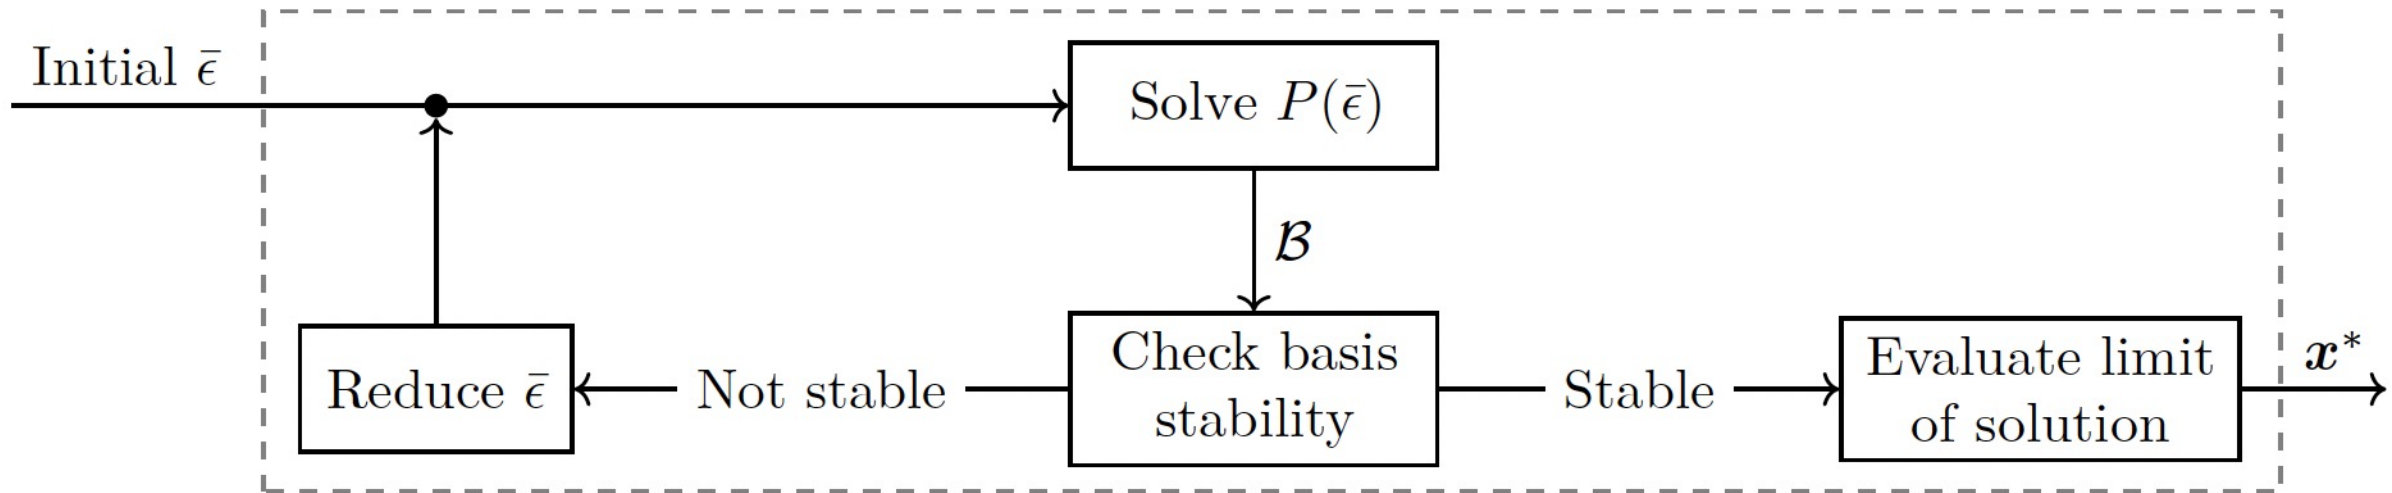 Initial ϵ̄
Solve P(ϵ̄)
ℬ
Check basis
stability
Not stable
Reduce ϵ̄
Stable
Evaluate limit
of solution
x*